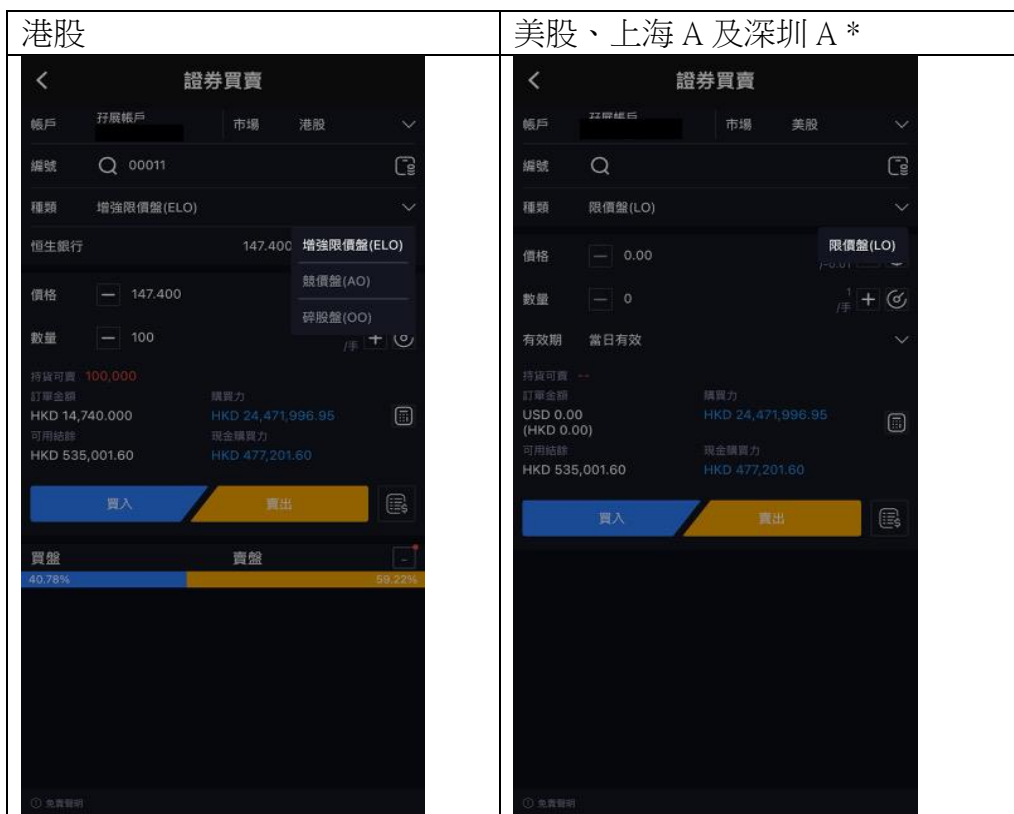 港股
美股、上海 A 及深圳 A *
證券買賣
帳戶 孖展帳戶 市場 港股
編號 00011
種類 增強限價盤(ELO)
恒生銀行 147.400
增強限價盤(ELO)
競價盤(AO)
碎股盤(OO)
價格 147.400
數量 100 /手
持貨可賣 100,000
訂單金額 購買力
HKD 14,740.000 HKD 24,471,996.95
可用結餘 現金購買力
HKD 535,001.60 HKD 477,201.60
買入 賣出
買盤 賣盤
40.78% 59.22%
免責聲明
證券買賣
帳戶 孖展帳戶 市場 美股
編號
種類 限價盤(LO)
限價盤(LO)
價格 0.00
數量 0 1/手
有效期 當日有效
持貨可賣 --
訂單金額 購買力
USD 0.00 HKD 24,471,996.95
(HKD 0.00)
可用結餘 現金購買力
HKD 535,001.60 HKD 477,201.60
買入 賣出
免責聲明